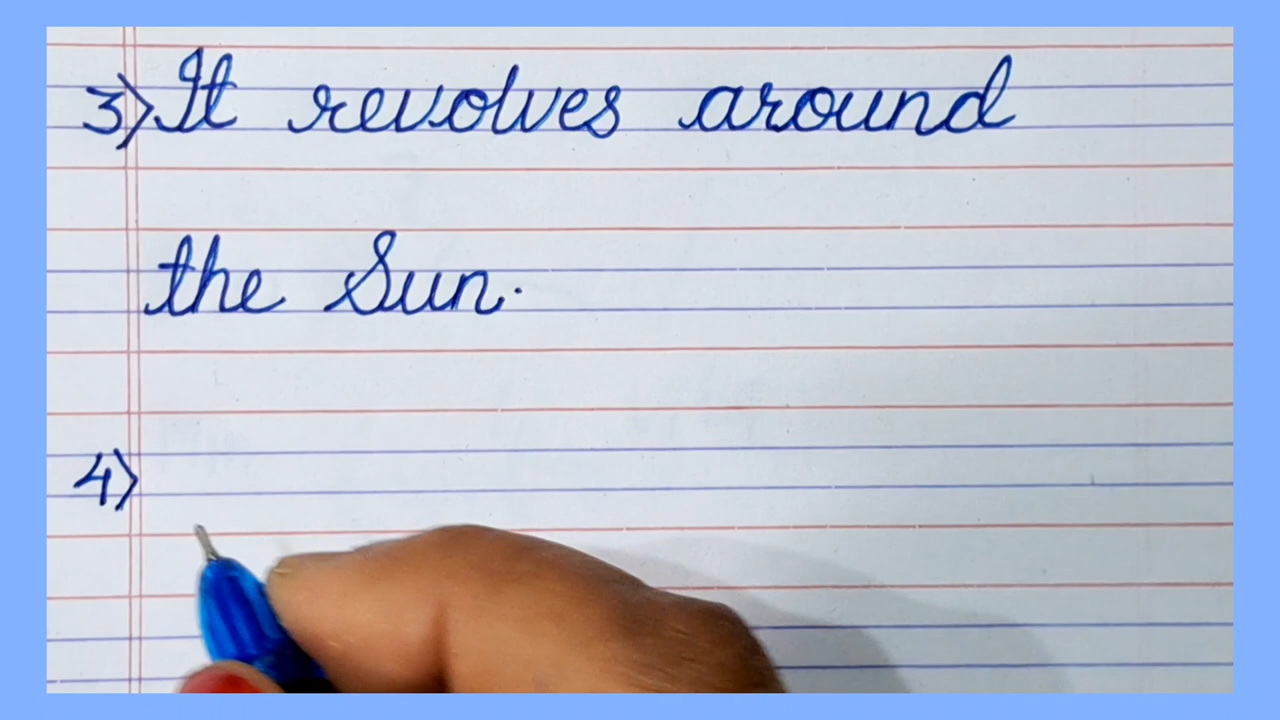 3) It revolves around
the Sun.
4)